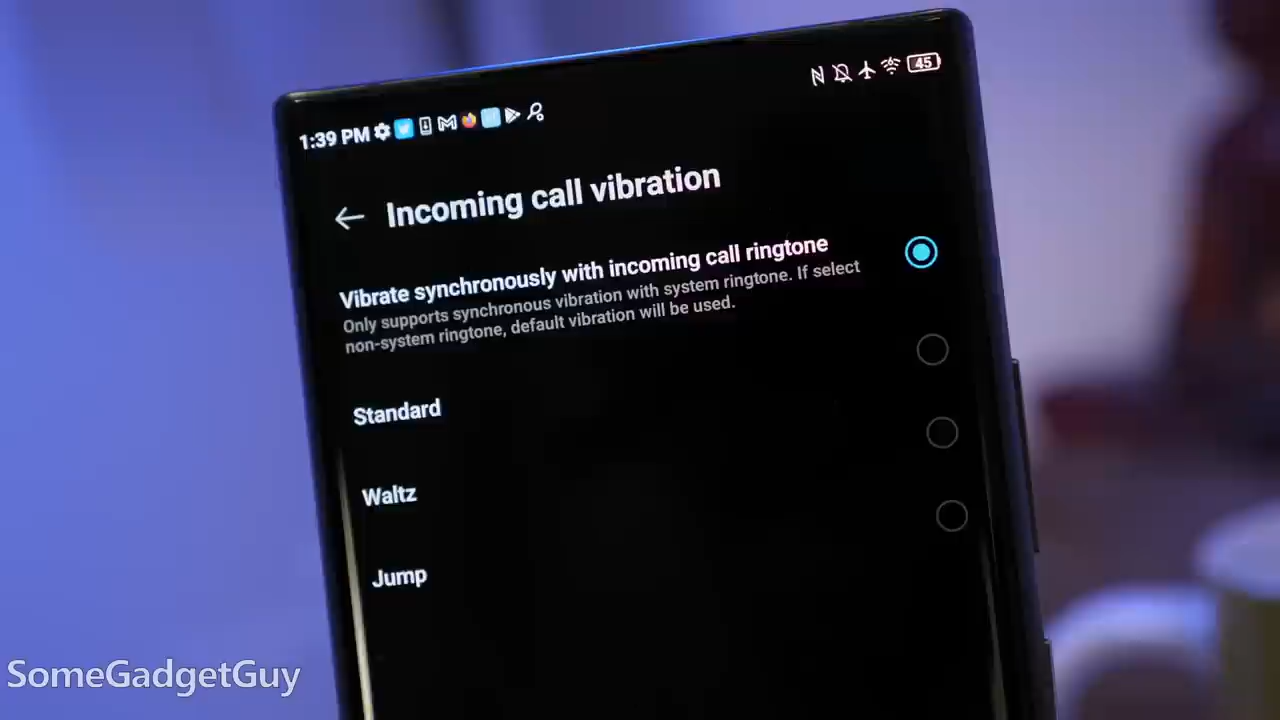 1:39 PM
45
Incoming call vibration
Vibrate synchronously with incoming call ringtone
Only supports synchronous vibration with system ringtone. If select
non-system ringtone, default vibration will be used.
Standard
Waltz
Jump
SomeGadgetGuy